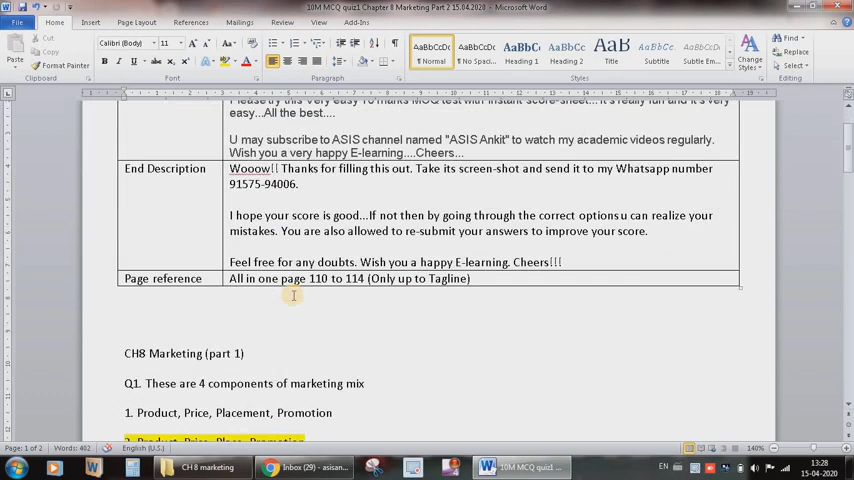 10M MCQ quiz1 Chapter 8 Marketing Part 2 15.04.2020 - Microsoft Word
File Home Insert Page Layout References Mailings Review View Add-Ins
Paste
Cut
Copy
Format Painter
Clipboard
Calibri (Body) 11
Font
Paragraph
AaBbCcDc AaBbCcDc AaBbC AaBbCc AaB AaBbCcI AaBbCcDc
¶ Normal ¶ No Spaci... Heading 1 Heading 2 Title Subtitle Subtle Em...
Styles
Change Styles
Find
Replace
Select
Editing
Please try this very easy 10 marks MCQ test with instant score-sheet...It's really fun and it's very
easy...All the best....
U may subscribe to ASIS channel named "ASIS Ankit" to watch my academic videos regularly.
Wish you a very happy E-learning....Cheers...
End Description
Wooow!! Thanks for filling this out. Take its screen-shot and send it to my Whatsapp number
91575-94006.
I hope your score is good...If not then by going through the correct options u can realize your
mistakes. You are also allowed to re-submit your answers to improve your score.
Feel free for any doubts. Wish you a happy E-learning. Cheers!!!
Page reference
All in one page 110 to 114 (Only up to Tagline)
CH8 Marketing (part 1)
Q1. These are 4 components of marketing mix
1. Product, Price, Placement, Promotion
2. Product, Price, Place, Promotion
Page: 1 of 2 Words: 402 English (U.S.) 140%
CH 8 marketing
Inbox (29) - asisan...
10M MCQ quiz1 ...
EN
13:28
15-04-2020